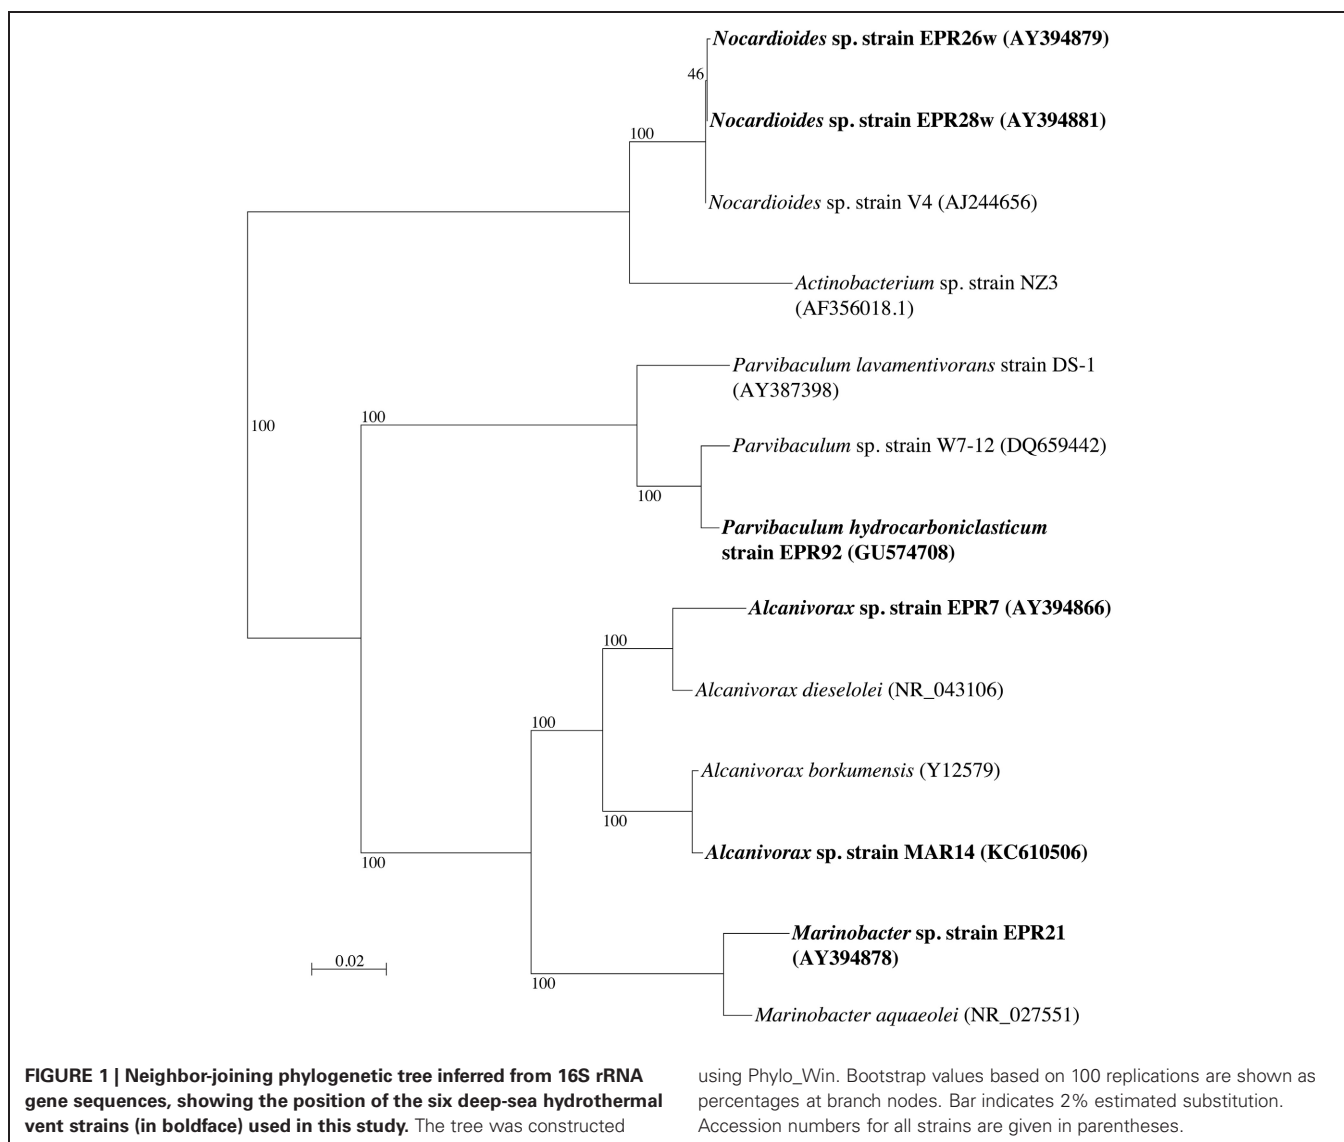 Nocardioides sp. strain EPR26w (AY394879)
46
Nocardioides sp. strain EPR28w (AY394881)
100
Nocardioides sp. strain V4 (AJ244656)
Actinobacterium sp. strain NZ3
(AF356018.1)
Parvibaculum lavamentivorans strain DS-1
(AY387398)
100
100
Parvibaculum sp. strain W7-12 (DQ659442)
100
Parvibaculum hydrocarboniclasticum
strain EPR92 (GU574708)
Alcanivorax sp. strain EPR7 (AY394866)
100
Alcanivorax dieselolei (NR_043106)
100
Alcanivorax borkumensis (Y12579)
100
Alcanivorax sp. strain MAR14 (KC610506)
100
Marinobacter sp. strain EPR21
(AY394878)
0.02
100
Marinobacter aquaeolei (NR_027551)
FIGURE 1 | Neighbor-joining phylogenetic tree inferred from 16S rRNA
gene sequences, showing the position of the six deep-sea hydrothermal
vent strains (in boldface) used in this study. The tree was constructed
using Phylo_Win. Bootstrap values based on 100 replications are shown as
percentages at branch nodes. Bar indicates 2% estimated substitution.
Accession numbers for all strains are given in parentheses.